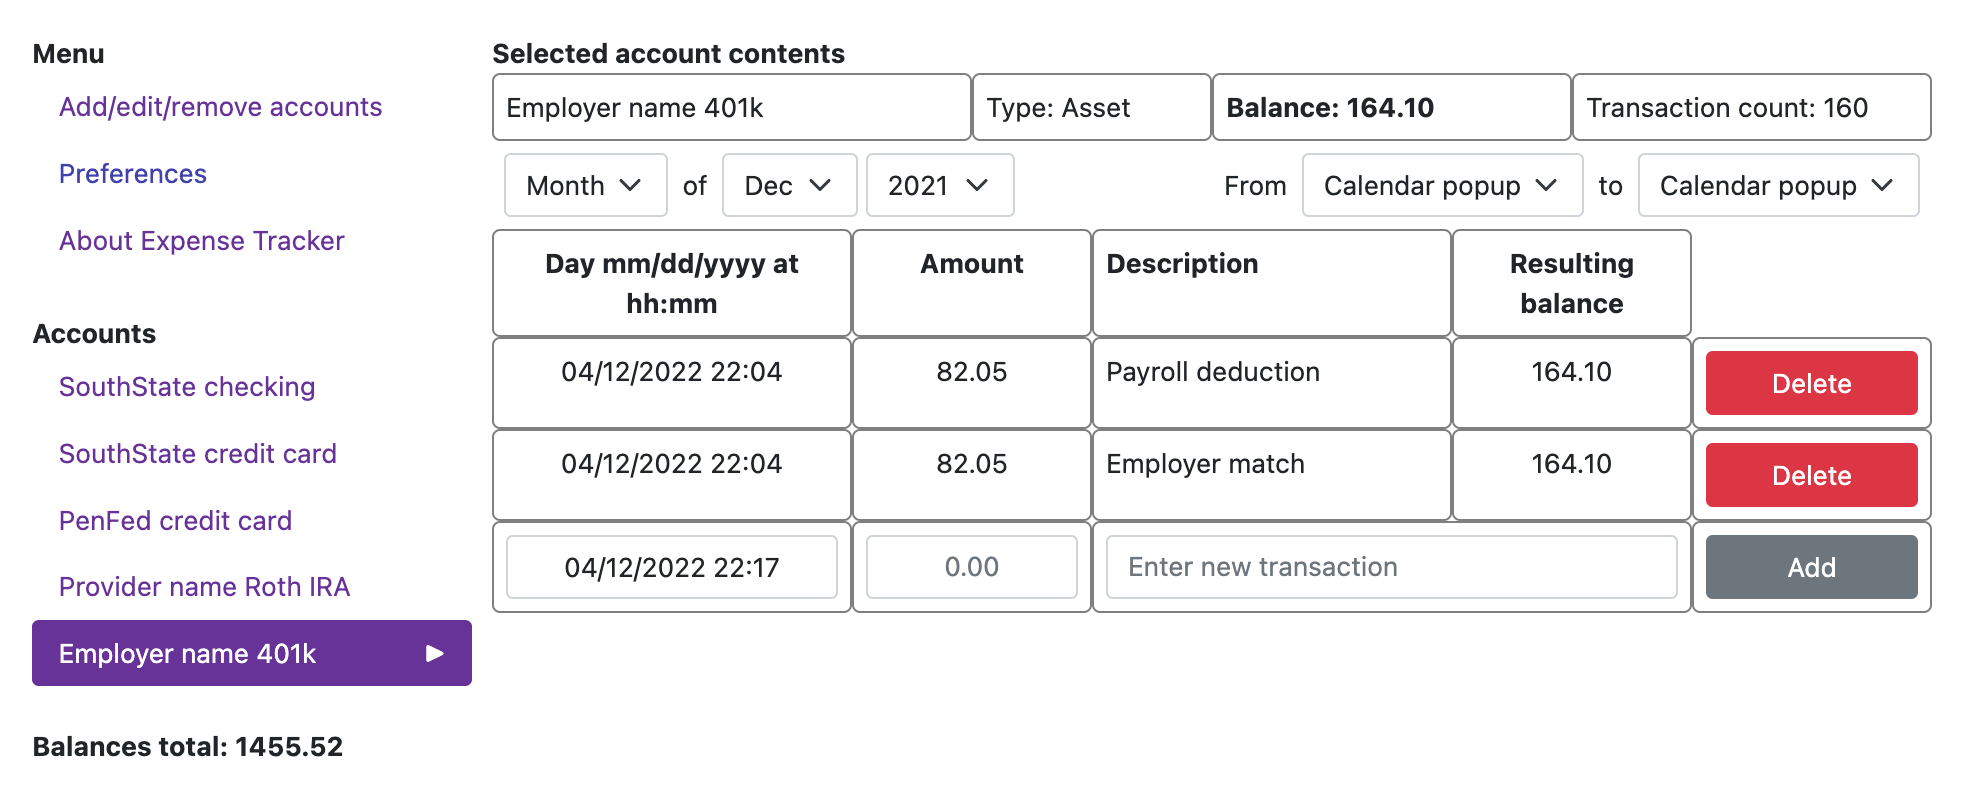 Menu
Add/edit/remove accounts
Preferences
About Expense Tracker
Accounts
SouthState checking
SouthState credit card
PenFed credit card
Provider name Roth IRA
Employer name 401k
Balances total: 1455.52
Selected account contents
Employer name 401k Type: Asset Balance: 164.10 Transaction count: 160
Month of Dec 2021 From Calendar popup to Calendar popup
Day mm/dd/yyyy at hh:mm Amount Description Resulting balance
04/12/2022 22:04 82.05 Payroll deduction 164.10 Delete
04/12/2022 22:04 82.05 Employer match 164.10 Delete
04/12/2022 22:17 0.00 Enter new transaction Add